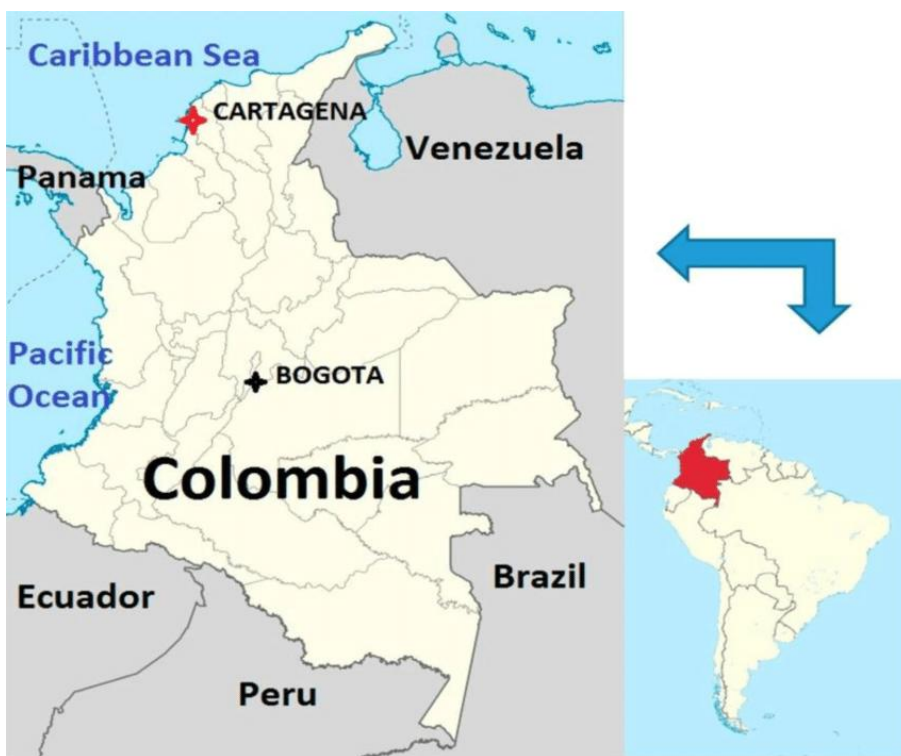 Caribbean Sea
CARTAGENA
Venezuela
Panama
Pacific
Ocean
BOGOTA
Colombia
Ecuador
Brazil
Peru